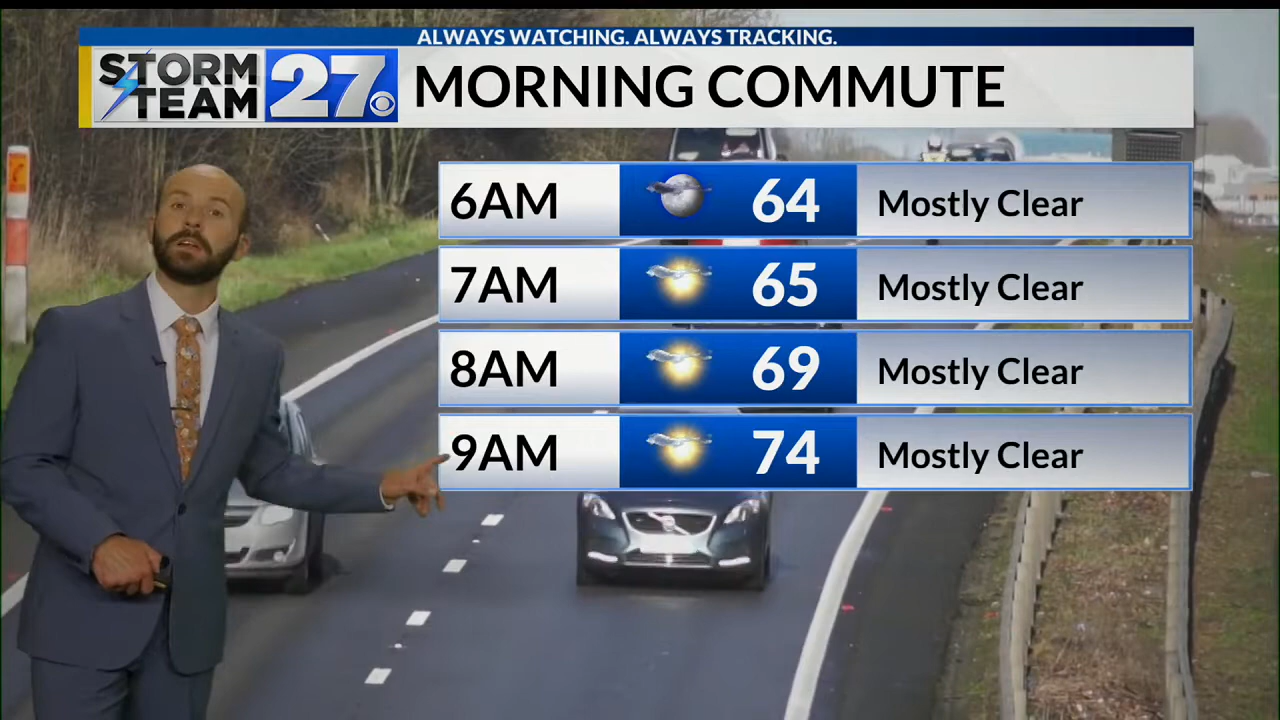 ALWAYS WATCHING. ALWAYS TRACKING.
STORM TEAM 27
MORNING COMMUTE
6AM 64 Mostly Clear
7AM 65 Mostly Clear
8AM 69 Mostly Clear
9AM 74 Mostly Clear